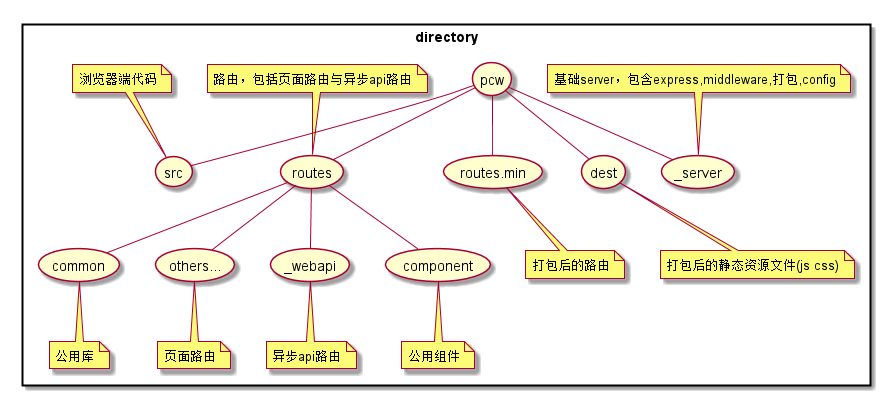 directory
浏览器端代码
路由，包括页面路由与异步api路由
pcw
基础server，包含express,middleware,打包,config
src
routes
routes.min
dest
_server
common
others...
_webapi
component
打包后的路由
打包后的静态资源文件(js css)
公用库
页面路由
异步api路由
公用组件